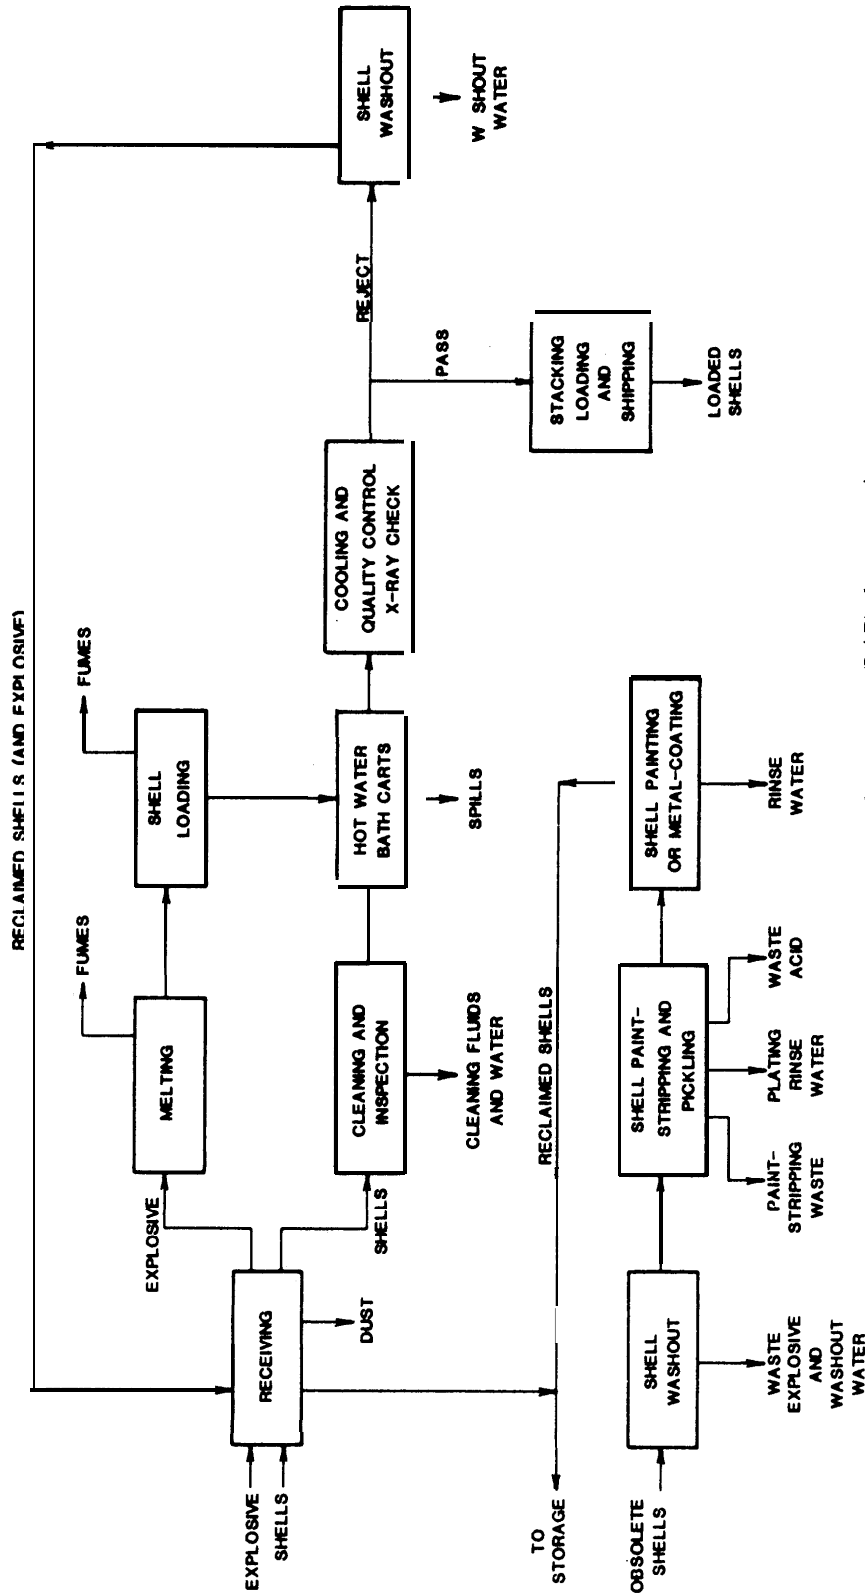 RECLAIMED SHELLS (AND EXPLOSIVE)
FUMES
FUMES
EXPLOSIVE
MELTING
SHELL
LOADING
EXPLOSIVE
SHELLS
RECEIVING
DUST
SHELLS
CLEANING AND
INSPECTION
CLEANING FLUIDS
AND WATER
HOT WATER
BATH CARTS
SPILLS
COOLING AND
QUALITY CONTROL
X-RAY CHECK
REJECT
PASS
SHELL
WASHOUT
W SHOUT
WATER
STACKING
LOADING
AND
SHIPPING
LOADED
SHELLS
TO
STORAGE
RECLAIMED SHELLS
OBSOLETE
SHELLS
SHELL
WASHOUT
WASTE
EXPLOSIVE
AND
WASHOUT
WATER
SHELL PAINT-
STRIPPING AND
PICKLING
PAINT-
STRIPPING
WASTE
PLATING
RINSE
WATER
WASTE
ACID
SHELL PAINTING
OR METAL-COATING
RINSE
WATER